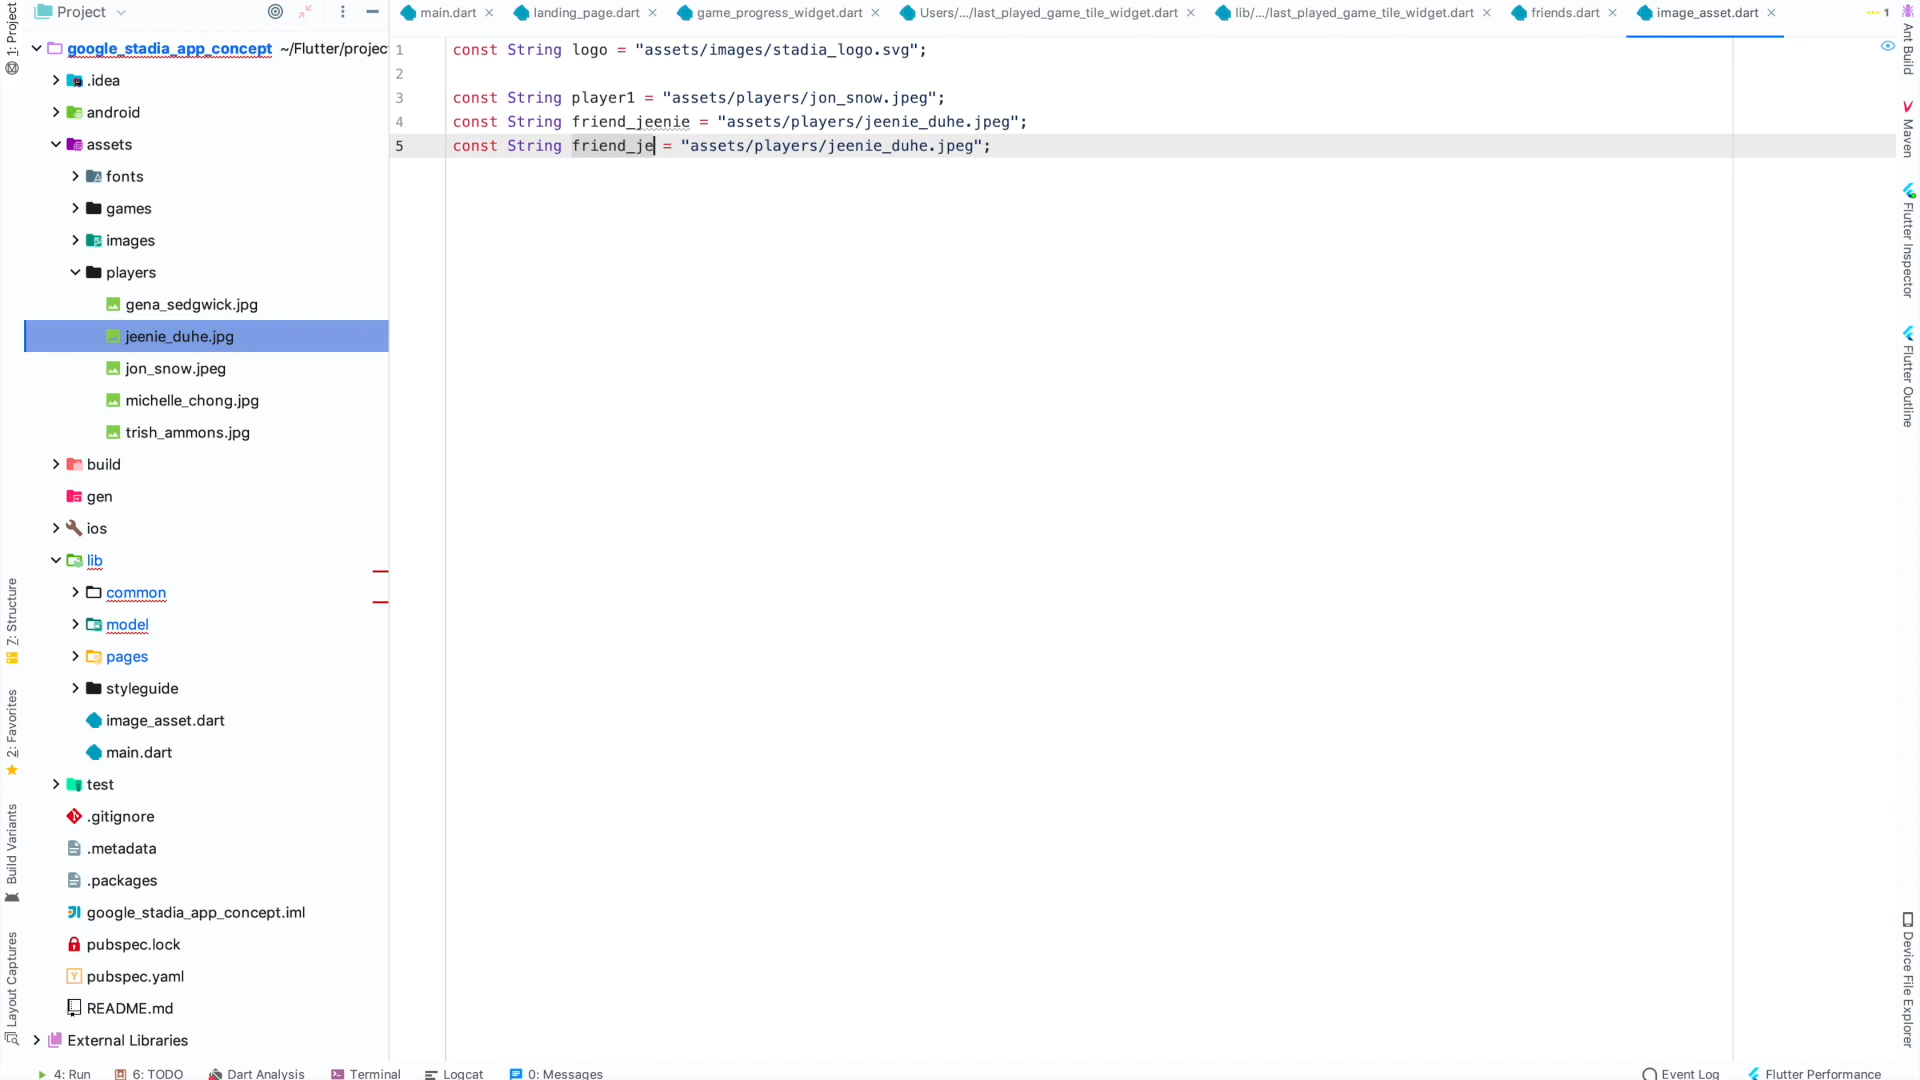 Project
main.dart
landing_page.dart
game_progress_widget.dart
Users/.../last_played_game_tile_widget.dart
lib/.../last_played_game_tile_widget.dart
friends.dart
image_asset.dart
1
google_stadia_app_concept ~/Flutter/projec
.idea
android
assets
fonts
games
images
players
gena_sedgwick.jpg
jeenie_duhe.jpg
jon_snow.jpeg
michelle_chong.jpg
trish_ammons.jpg
build
gen
ios
lib
common
model
pages
styleguide
image_asset.dart
main.dart
test
.gitignore
.metadata
.packages
google_stadia_app_concept.iml
pubspec.lock
pubspec.yaml
README.md
External Libraries
1 const String logo = "assets/images/stadia_logo.svg";
2
3 const String player1 = "assets/players/jon_snow.jpeg";
4 const String friend_jeenie = "assets/players/jeenie_duhe.jpeg";
5 const String friend_je = "assets/players/jeenie_duhe.jpeg";
1: Project
7: Structure
2: Favorites
Build Variants
Layout Captures
Ant Build
Maven
Flutter Inspector
Flutter Outline
Device File Explorer
4: Run
6: TODO
Dart Analysis
Terminal
Logcat
0: Messages
Event Log
Flutter Performance